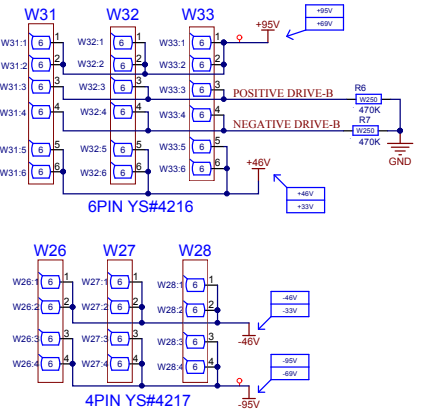 W31 W32 W33
+95V
+69V
+95V
W31:1 6 1 W32:1 6 1 W33:1 6 1
W31:2 6 2 W32:2 6 2 W33:2 6 2
W31:3 6 3 W32:3 6 3 W33:3 6 3 POSITIVE DRIVE-B R6 W250 470K
W31:4 6 4 W32:4 6 4 W33:4 6 4 NEGATIVE DRIVE-B R7 W250 470K
GND
W31:5 6 5 W32:5 6 5 W33:5 6 5
W31:6 6 6 W32:6 6 6 W33:6 6 6
+46V
+46V
+33V
6PIN YS#4216
W26 W27 W28
W26:1 6 1 W27:1 6 1 W28:1 6 1
W26:2 6 2 W27:2 6 2 W28:2 6 2
-46V
-33V
-46V
W26:3 6 3 W27:3 6 3 W28:3 6 3
W26:4 6 4 W27:4 6 4 W28:4 6 4
-95V
-69V
-95V
4PIN YS#4217